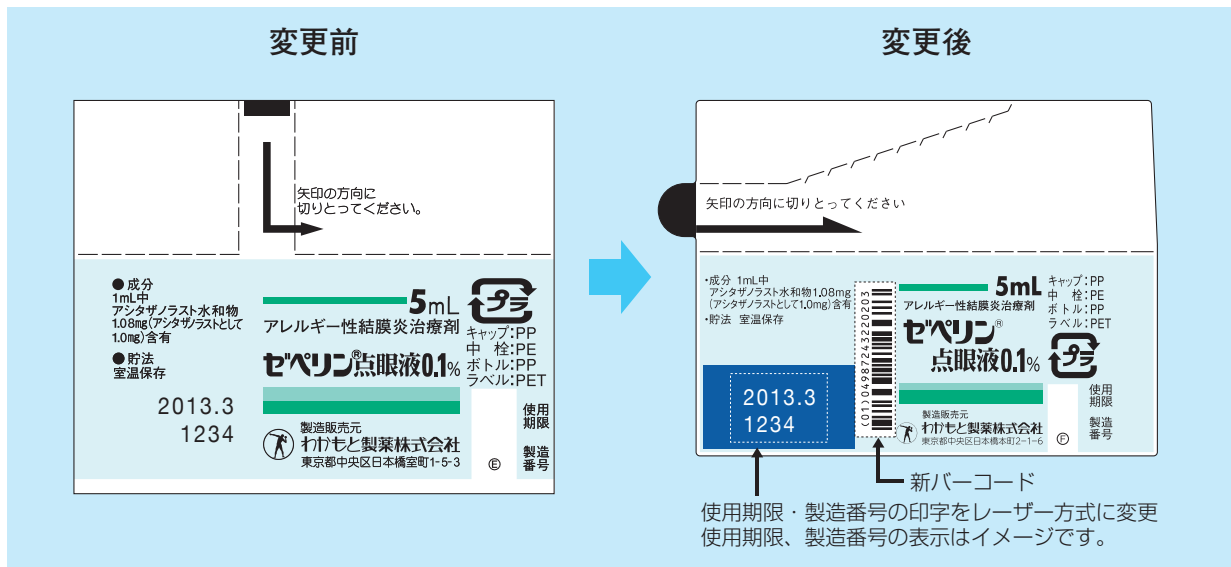 変更前
矢印の方向に
切りとってください。
●成分
1mL中
アシタザノラスト水和物
1.08mg(アシタザノラストとして
1.0mg)含有
●貯法
室温保存
2013.3
1234
5mL
アレルギー性結膜炎治療剤
ゼペリン®点眼液0.1%
製造販売元
わかもと製薬株式会社
東京都中央区日本橋室町1-5-3
プラ
キャップ:PP
中 栓:PE
ボトル:PP
ラベル:PET
使用
期限
製造
番号
Ⓔ
変更後
矢印の方向に切りとってください
・成分 1mL中
アシタザノラスト水和物1.08mg
(アシタザノラストとして1.0mg)含有
・貯法 室温保存
2013.3
1234
(01)04987243220203
5mL
アレルギー性結膜炎治療剤
ゼペリン®
点眼液0.1%
製造販売元
わかもと製薬株式会社
東京都中央区日本橋本町2-1-6
キャップ:PP
中 栓:PE
ボトル:PP
ラベル:PET
プラ
使用
期限
製造
番号
Ⓕ
新バーコード
使用期限・製造番号の印字をレーザー方式に変更
使用期限、製造番号の表示はイメージです。